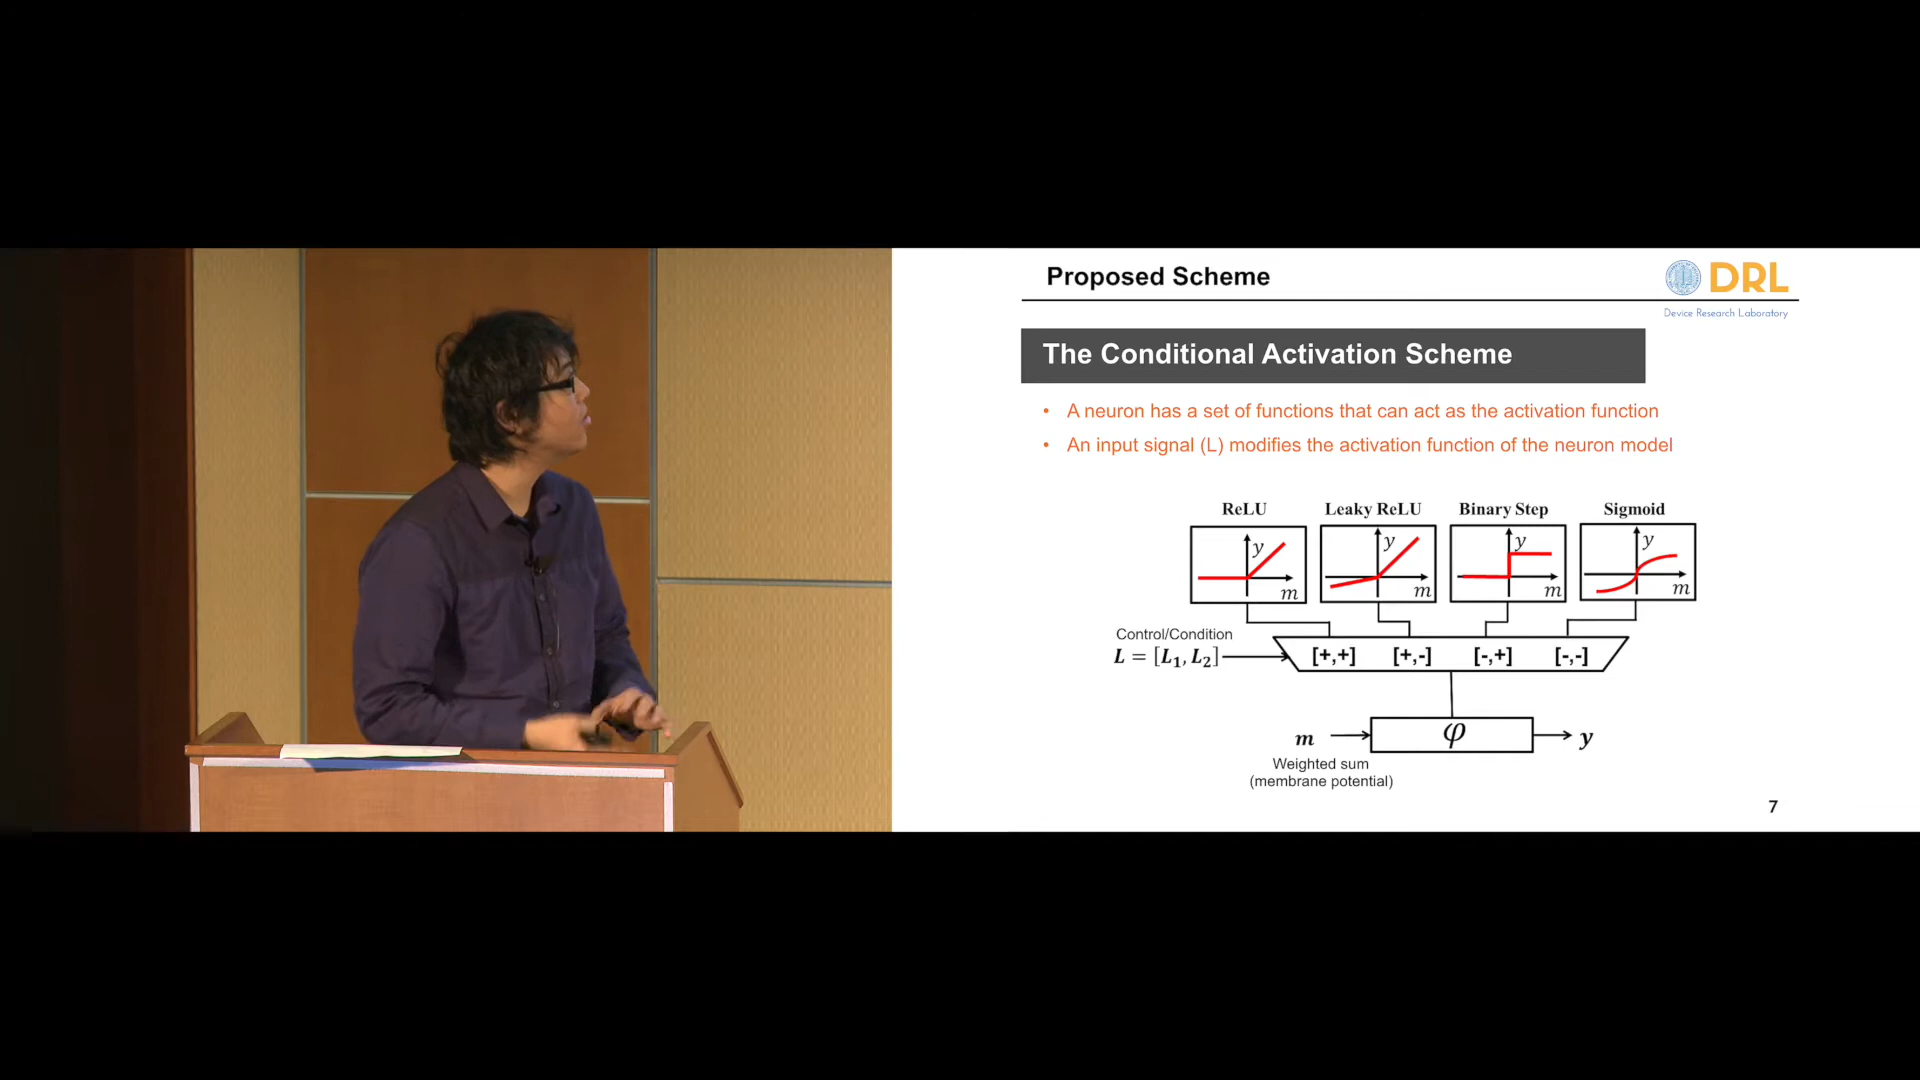 Proposed Scheme
DRL
Device Research Laboratory
The Conditional Activation Scheme
• A neuron has a set of functions that can act as the activation function
• An input signal (L) modifies the activation function of the neuron model
ReLU Leaky ReLU Binary Step Sigmoid
y y y y
m m m m
Control/Condition
L = [L₁, L₂] [+,+] [+,-] [-,+] [-,-]
m φ y
Weighted sum
(membrane potential)
7